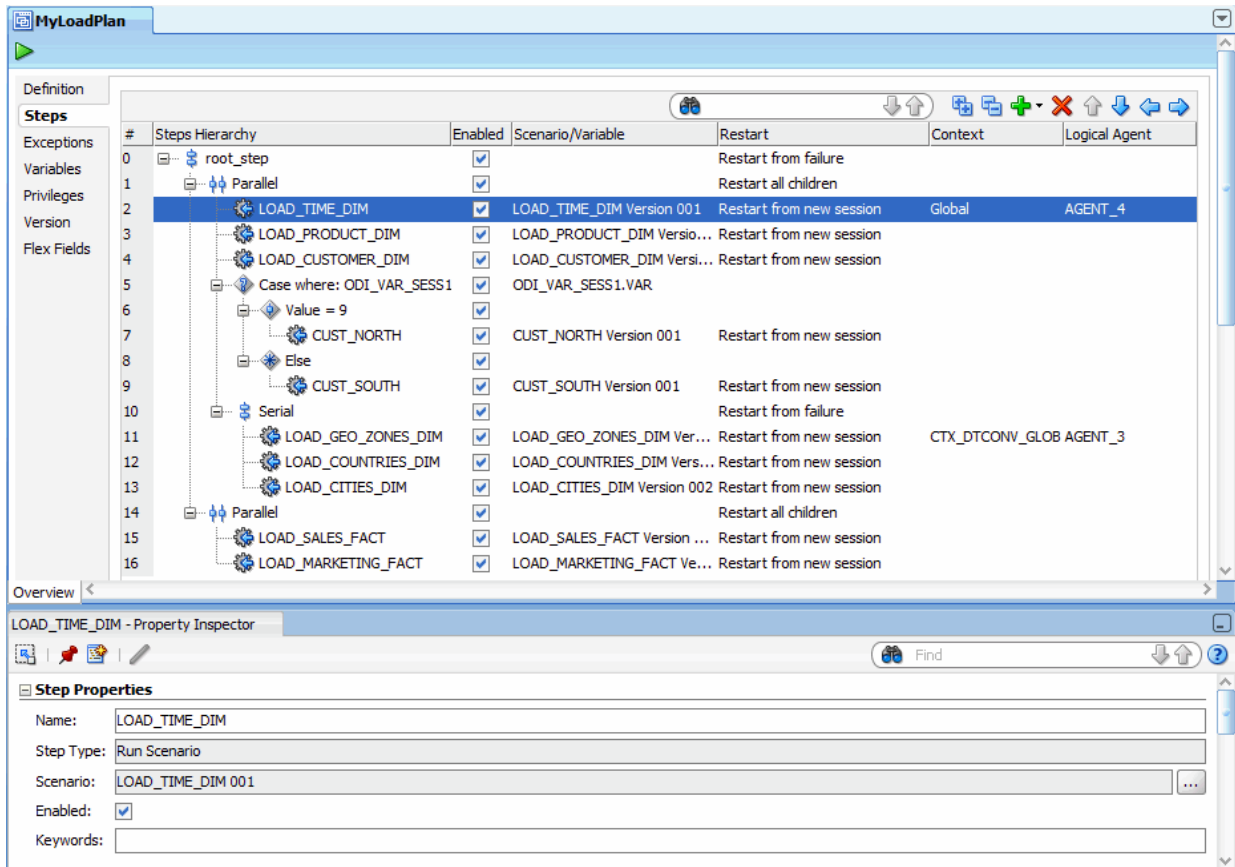 MyLoadPlan
Definition
Steps
Exceptions
Variables
Privileges
Version
Flex Fields
# Steps Hierarchy Enabled Scenario/Variable Restart Context Logical Agent
0 root_step Restart from failure
1 Parallel Restart all children
2 LOAD_TIME_DIM LOAD_TIME_DIM Version 001 Restart from new session Global AGENT_4
3 LOAD_PRODUCT_DIM LOAD_PRODUCT_DIM Versio... Restart from new session
4 LOAD_CUSTOMER_DIM LOAD_CUSTOMER_DIM Versi... Restart from new session
5 Case where: ODI_VAR_SESS1 ODI_VAR_SESS1.VAR
6 Value = 9
7 CUST_NORTH CUST_NORTH Version 001 Restart from new session
8 Else
9 CUST_SOUTH CUST_SOUTH Version 001 Restart from new session
10 Serial Restart from failure
11 LOAD_GEO_ZONES_DIM LOAD_GEO_ZONES_DIM Ver... Restart from new session CTX_DTCONV_GLOB AGENT_3
12 LOAD_COUNTRIES_DIM LOAD_COUNTRIES_DIM Vers... Restart from new session
13 LOAD_CITIES_DIM LOAD_CITIES_DIM Version 002 Restart from new session
14 Parallel Restart all children
15 LOAD_SALES_FACT LOAD_SALES_FACT Version ... Restart from new session
16 LOAD_MARKETING_FACT LOAD_MARKETING_FACT Ve... Restart from new session
Overview
LOAD_TIME_DIM - Property Inspector
Find
Step Properties
Name: LOAD_TIME_DIM
Step Type: Run Scenario
Scenario: LOAD_TIME_DIM 001 ...
Enabled:
Keywords: